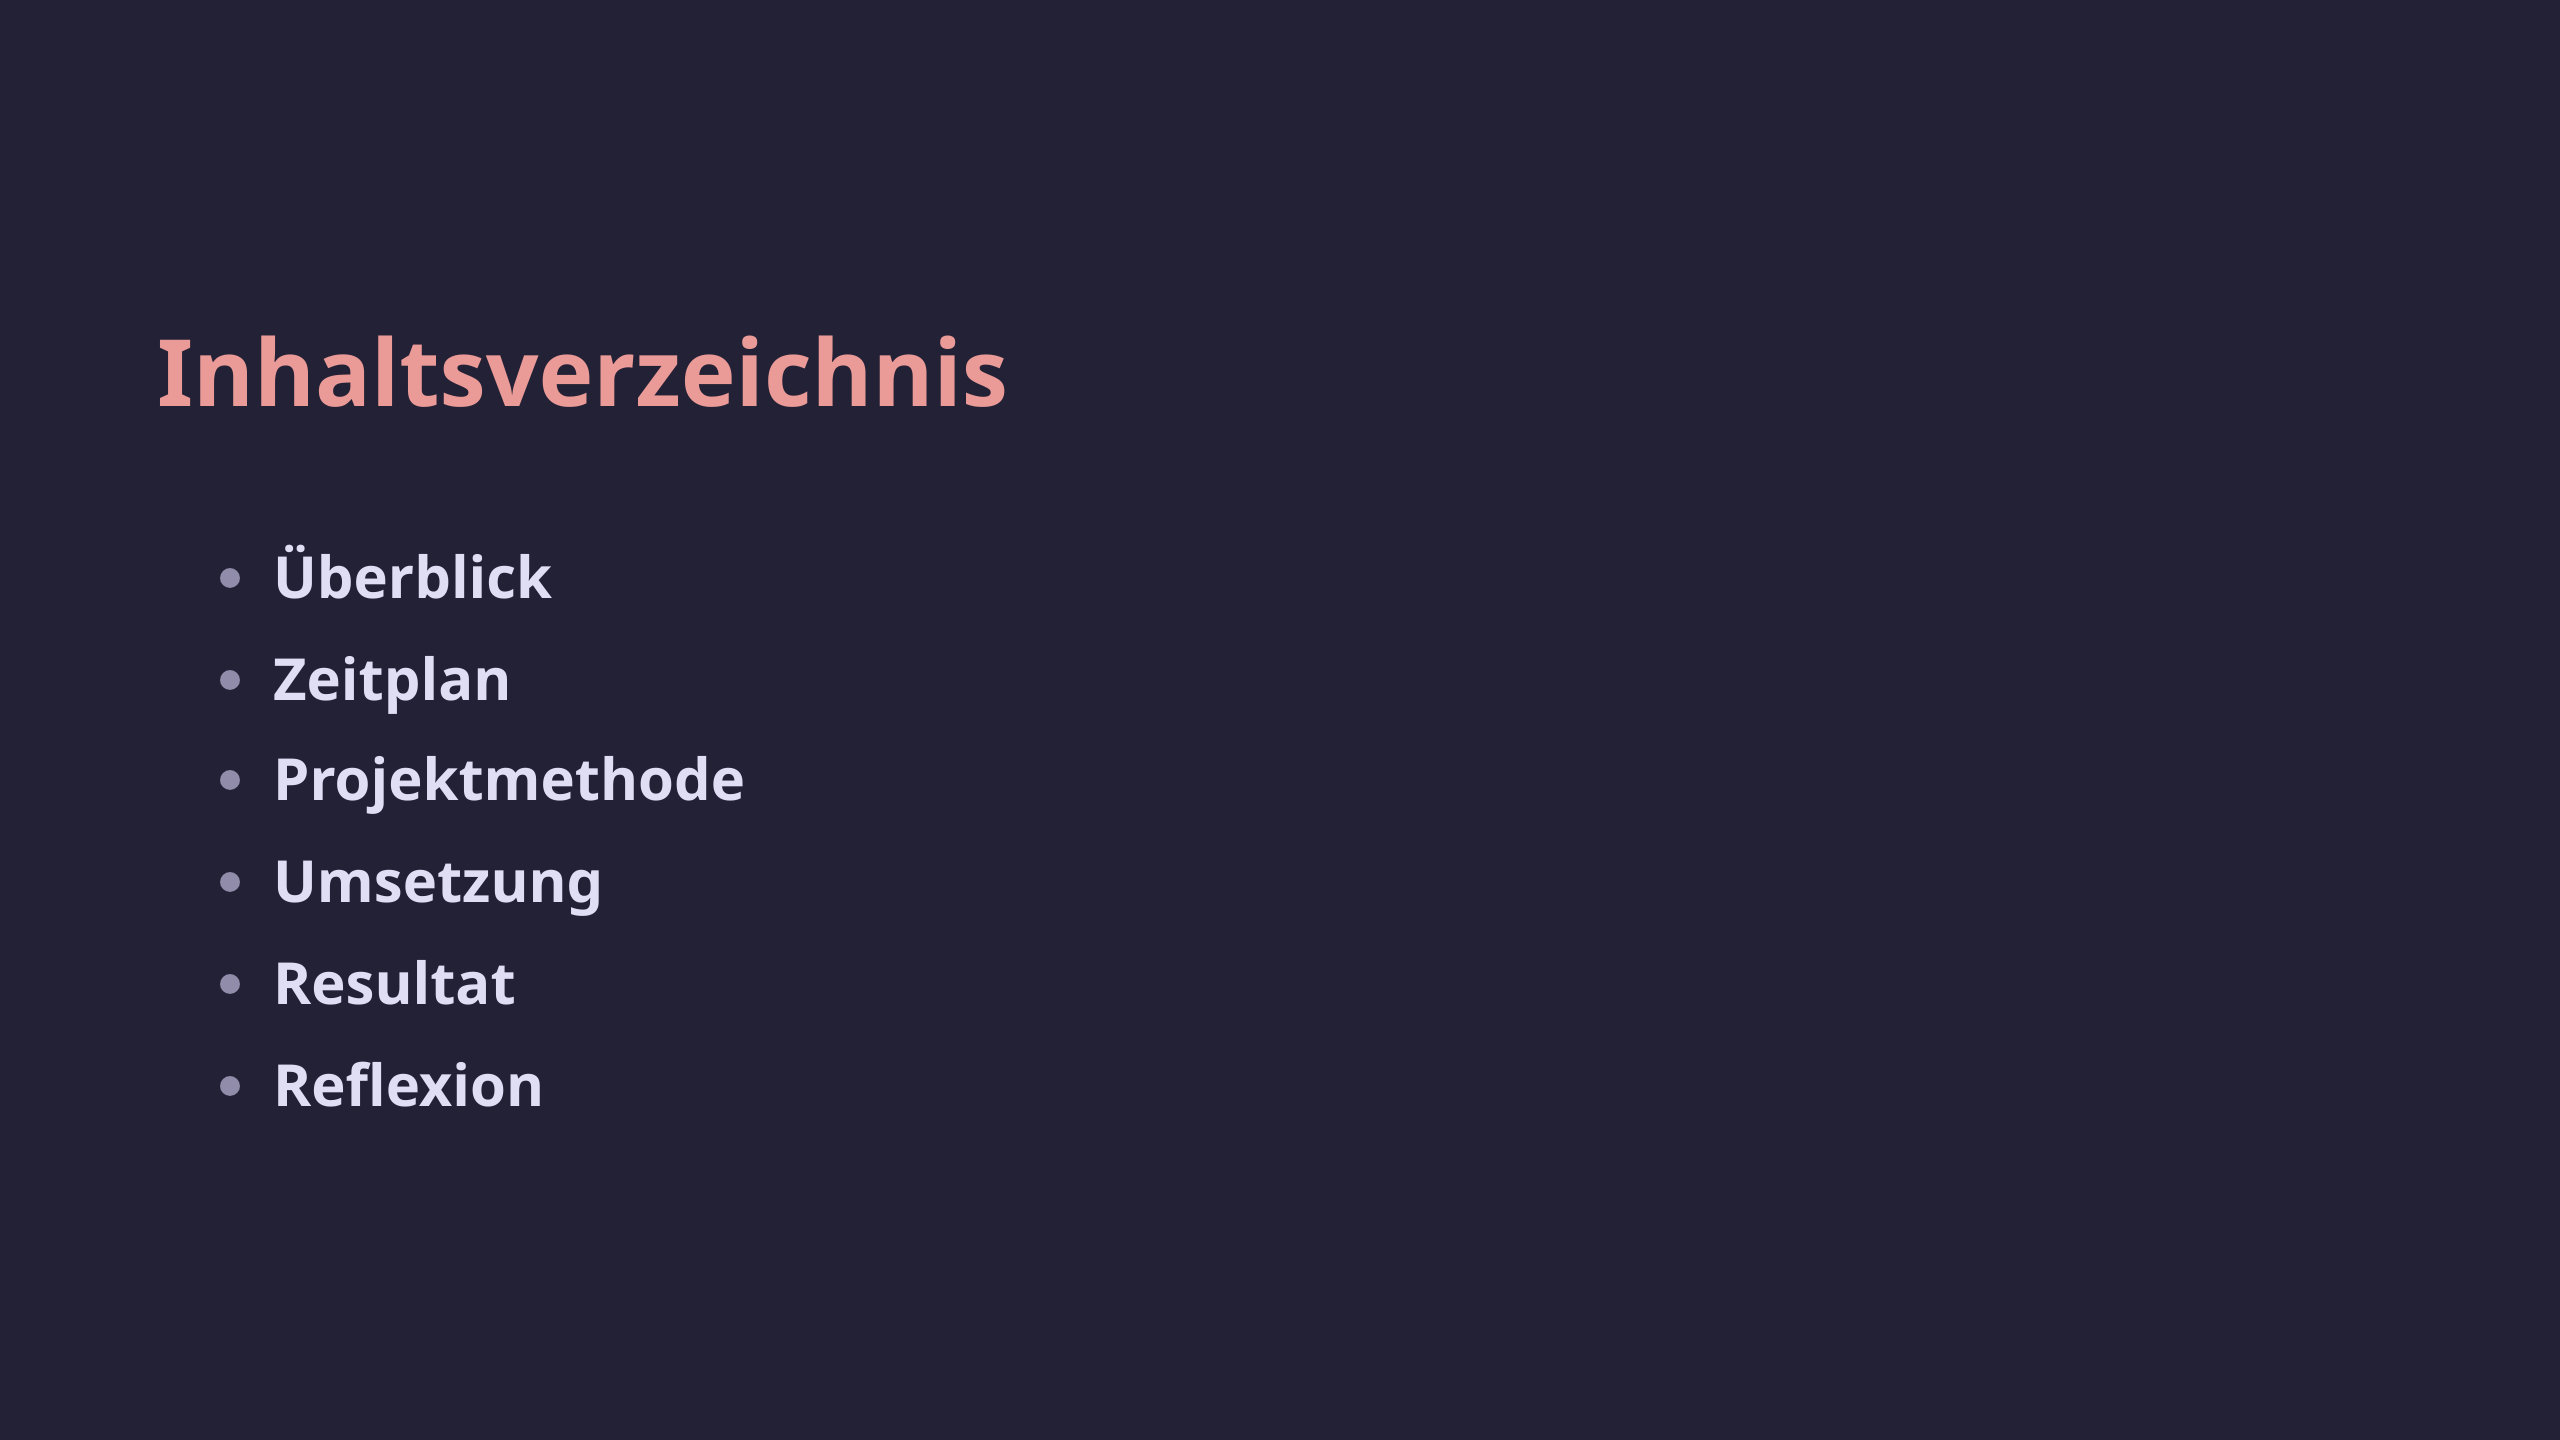 Inhaltsverzeichnis
Überblick
Zeitplan
Projektmethode
Umsetzung
Resultat
Reflexion